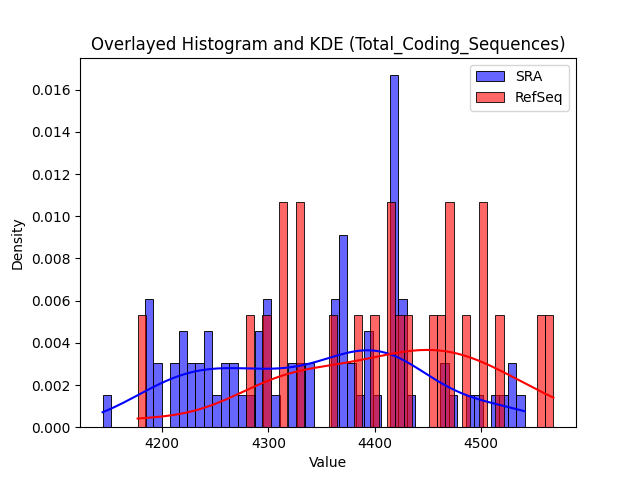 Overlayed Histogram and KDE (Total_Coding_Sequences)
SRA
RefSeq
0.016
0.014
0.012
0.010
0.008
0.006
0.004
0.002
0.000
Density
4200 4300 4400 4500
Value